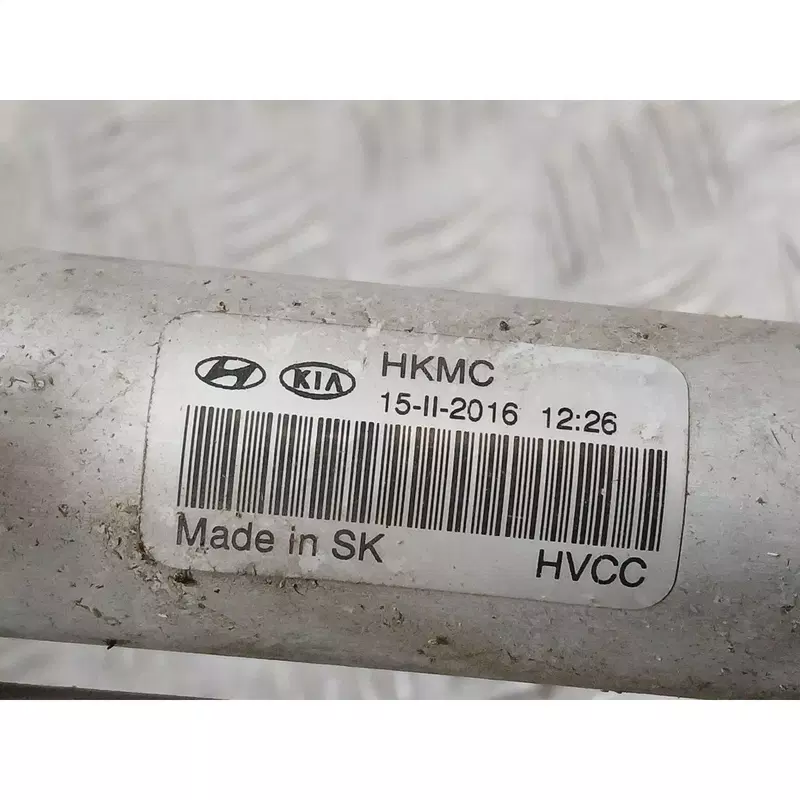 KIA HKMC
15-II-2016 12:26
Made in SK
HVCC